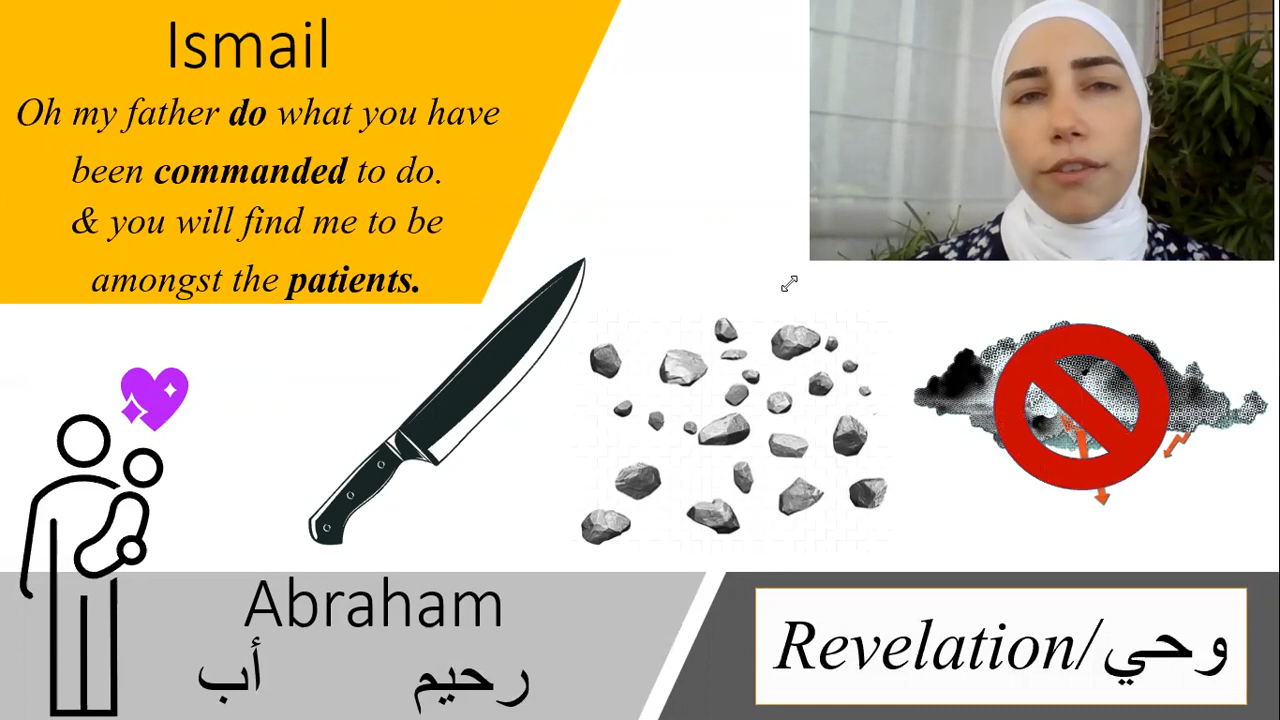 Ismail
Oh my father do what you have
been commanded to do.
& you will find me to be
amongst the patients.
Abraham
أب رحيم
Revelation/وحي